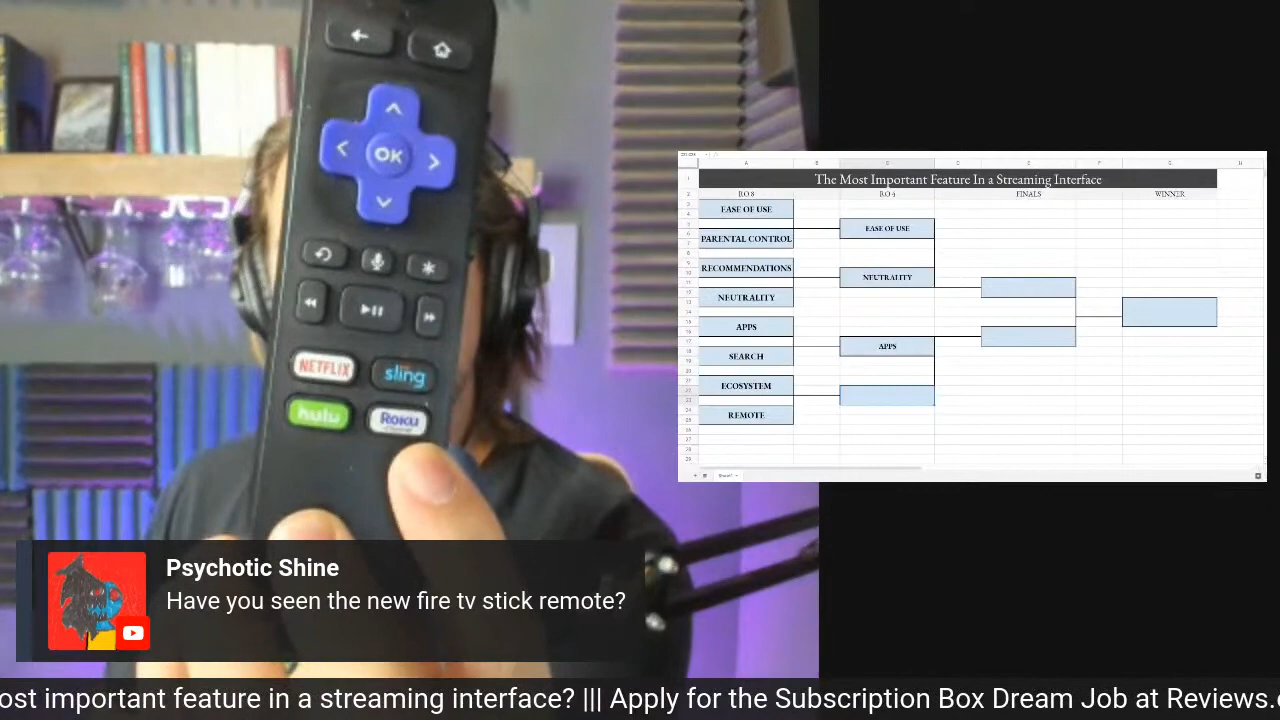 OK
NETFLIX
sling
hulu
Roku
Channel
The Most Important Feature In a Streaming Interface
RO 8
RO 4
FINALS
WINNER
EASE OF USE
PARENTAL CONTROL
RECOMMENDATIONS
NEUTRALITY
APPS
SEARCH
ECOSYSTEM
REMOTE
EASE OF USE
NEUTRALITY
APPS
Psychotic Shine
Have you seen the new fire tv stick remote?
ost important feature in a streaming interface? ||| Apply for the Subscription Box Dream Job at Reviews.